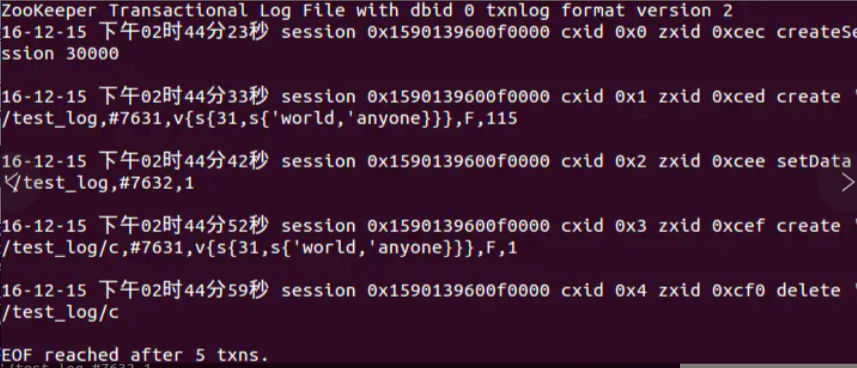 ZooKeeper Transactional Log File with dbid 0 txnlog format version 2
16-12-15 下午02时44分23秒 session 0x1590139600f0000 cxid 0x0 zxid 0xcec createSe
ssion 30000
16-12-15 下午02时44分33秒 session 0x1590139600f0000 cxid 0x1 zxid 0xced create '
/test_log,#7631,v{s{31,s{'world,'anyone}}},F,115
16-12-15 下午02时44分42秒 session 0x1590139600f0000 cxid 0x2 zxid 0xcee setData
'/test_log,#7632,1
16-12-15 下午02时44分52秒 session 0x1590139600f0000 cxid 0x3 zxid 0xcef create '
/test_log/c,#7631,v{s{31,s{'world,'anyone}}},F,1
16-12-15 下午02时44分59秒 session 0x1590139600f0000 cxid 0x4 zxid 0xcf0 delete '
/test_log/c
EOF reached after 5 txns.
'/test_log,#7632,1